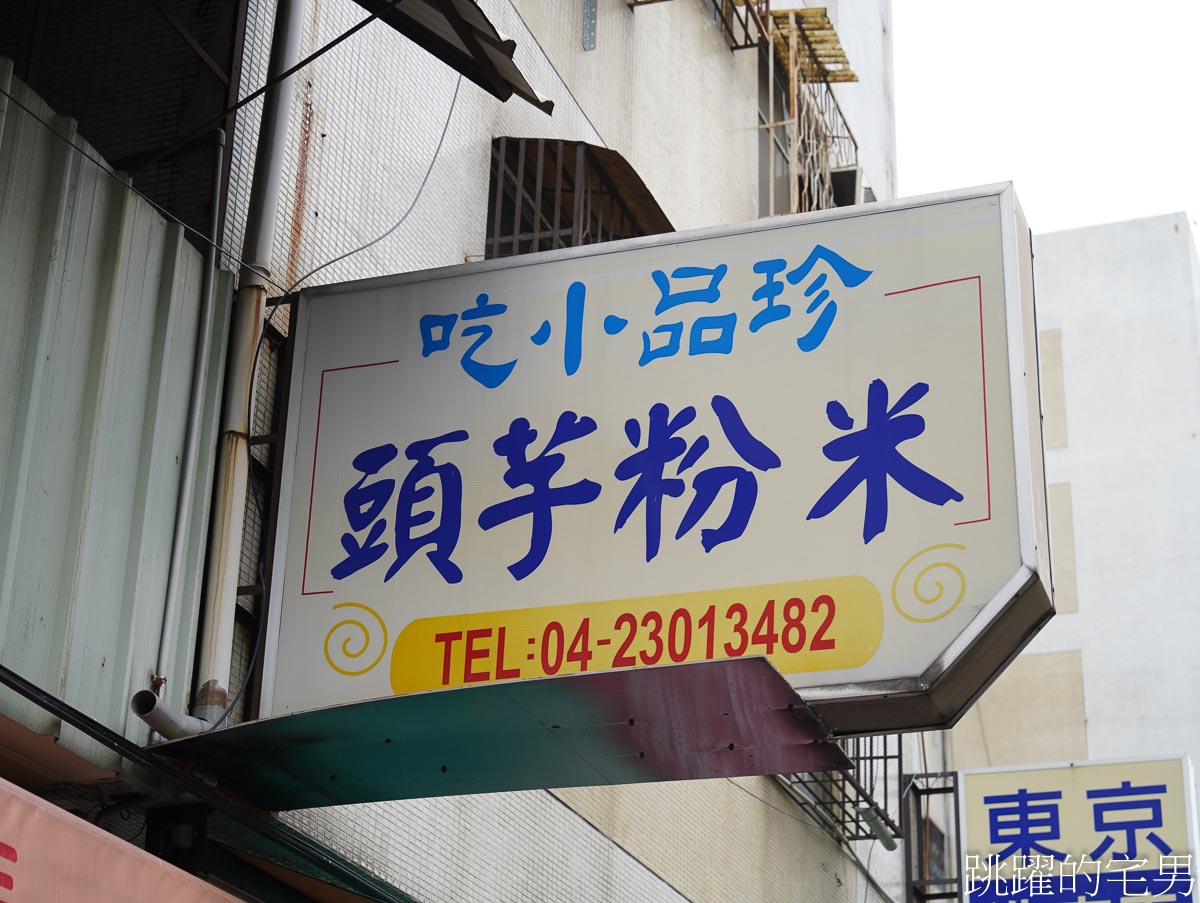 吃小品珍
頭芋粉米
TEL:04-23013482
東京
跳躍的宅男